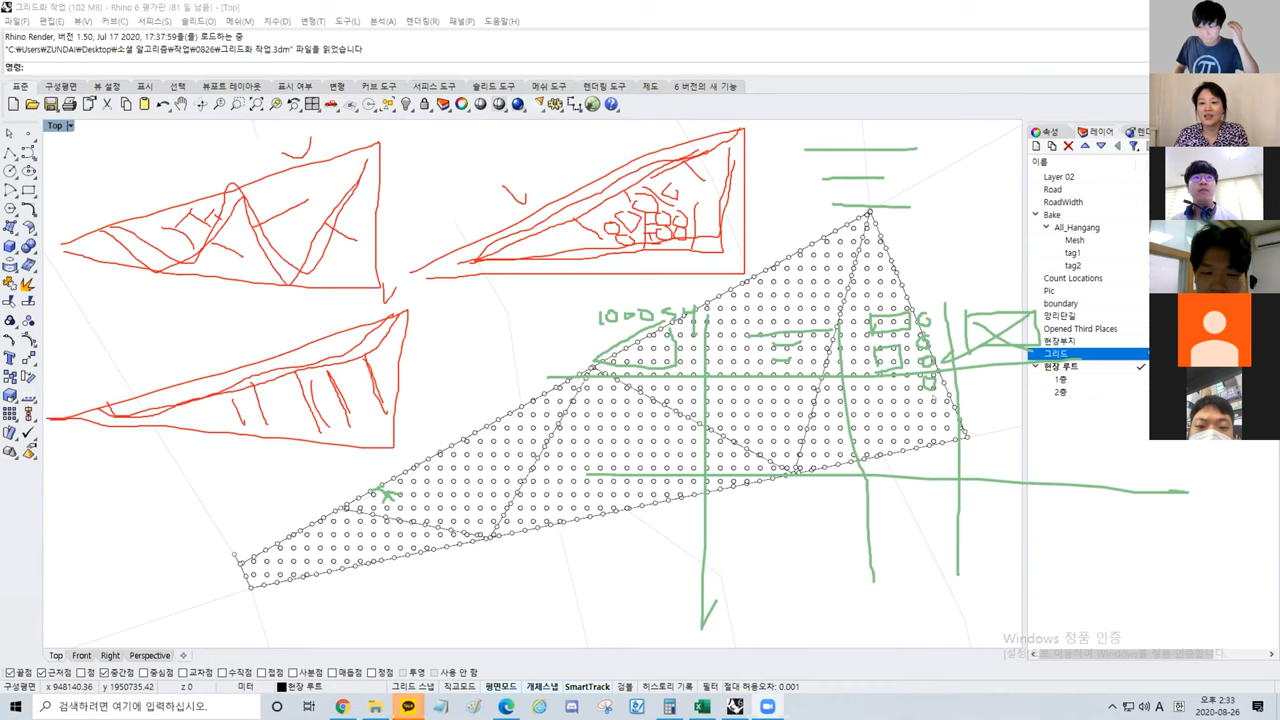 그리드화 작업 (102 MB) - Rhino 6 평가판 (81 일 남음) - [Top]
파일(F) 편집(E) 뷰(V) 커브(C) 서피스(S) 솔리드(O) 메쉬(M) 치수(D) 변형(T) 도구(L) 분석(A) 렌더링(R) 패널(P) 도움말(H)
Rhino Render, 버전 1.50, Jul 17 2020, 17:37:59을(를) 로드하는 중
"C:₩Users₩ZUNDAI₩Desktop₩소셜 알고리즘₩작업₩0826₩그리드화 작업.3dm" 파일을 읽었습니다
명령:
표준 구성평면 뷰 설정 표시 선택 뷰포트 레이아웃 표시 여부 변형 커브 도구 서피스 도구 솔리드 도구 메쉬 도구 렌더링 도구 제도 6 버전의 새 기능
Top
속성 레이어 렌
이름
Layer 02
Road
RoadWidth
Bake
All_Hangang
Mesh
tag1
tag2
Count Locations
Pic
boundary
망리단길
Opened Third Places
현장부지
그리드
현장 루트
1층
2층
Windows 정품 인증
Top Front Right Perspective
끝점 근처점 점 중간점 중심점 교차점 수직점 접점 사분점 매듭점 정점 투영 사용 안 함
구성평면 x 948140.36 y 1950735.42 z 0 미터 현장 루트 그리드 스냅 직교모드 평면모드 개체스냅 SmartTrack 검볼 히스토리 기록 필터 절대 허용오차: 0.001
검색하려면 여기에 입력하십시오. A 한 오후 2:33
2020-08-26